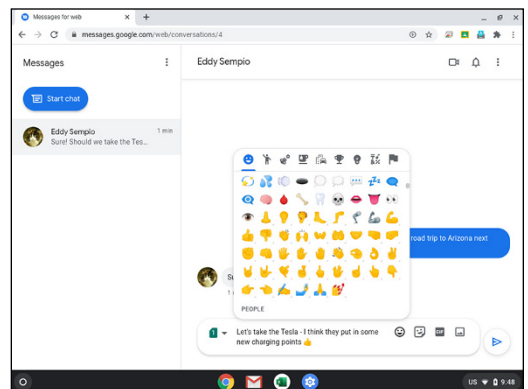 Messages for web
messages.google.com/web/conversations/4
Messages
Eddy Sempio
Start chat
Eddy Sempio
1 min
Sure! Should we take the Tes...
road trip to Arizona next
PEOPLE
Let's take the Tesla - I think they put in some
new charging points 👍
GIF
US
9:48